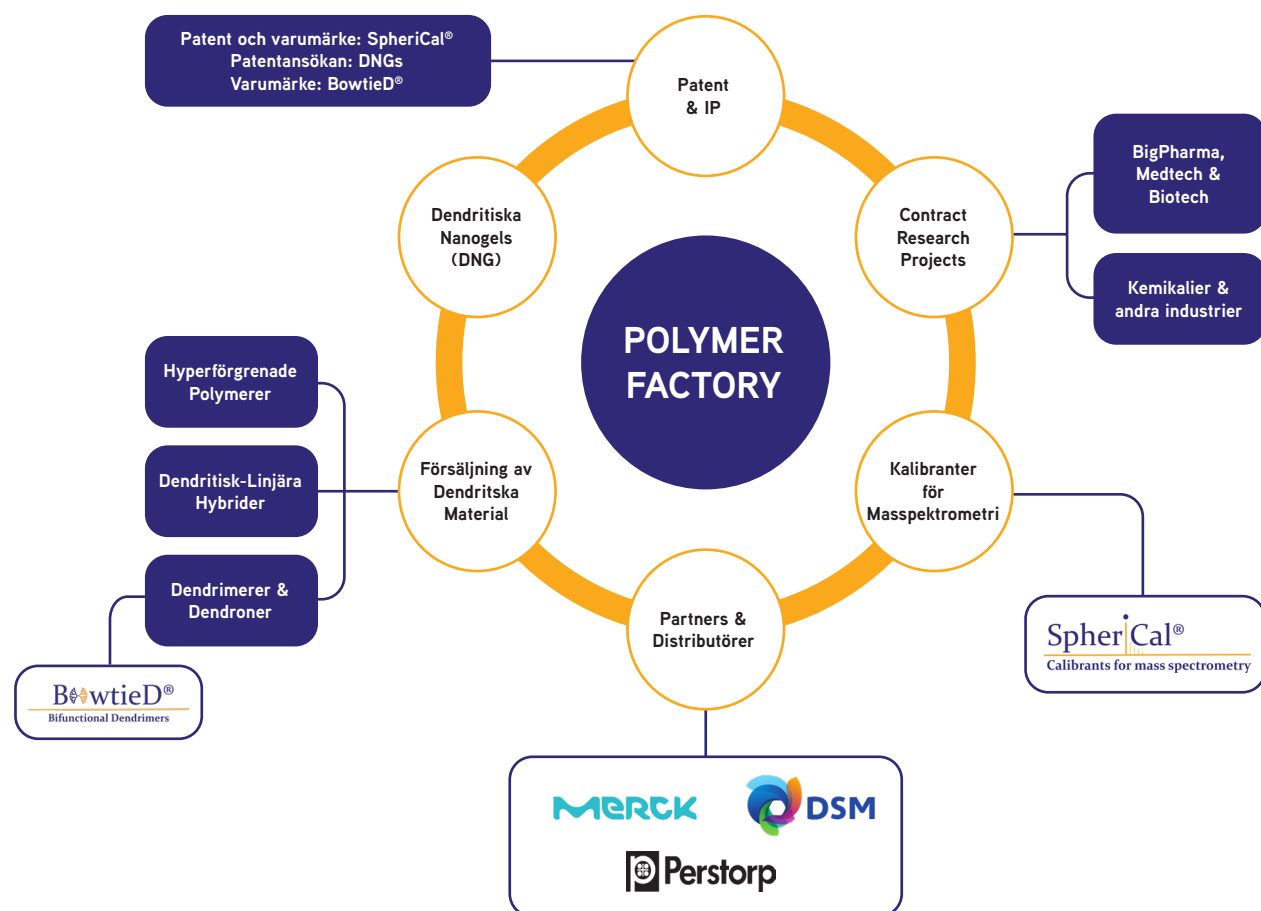 Patent och varumärke: SpheriCal®
Patentansökan: DNGs
Varumärke: BowtieD®
Patent
& IP
BigPharma,
Medtech &
Biotech
Dendritiska
Nanogels
(DNG)
Contract
Research
Projects
Kemikalier &
andra industrier
POLYMER
FACTORY
Hyperförgrenade
Polymerer
Försäljning av
Dendritska
Material
Kalibranter
för
Masspektrometri
Dendritisk-Linjära
Hybrider
Dendrimerer &
Dendroner
Partners &
Distributörer
SpheriCal®
Calibrants for mass spectrometry
BowtieD®
Bifunctional Dendrimers
MERCK
DSM
Perstorp